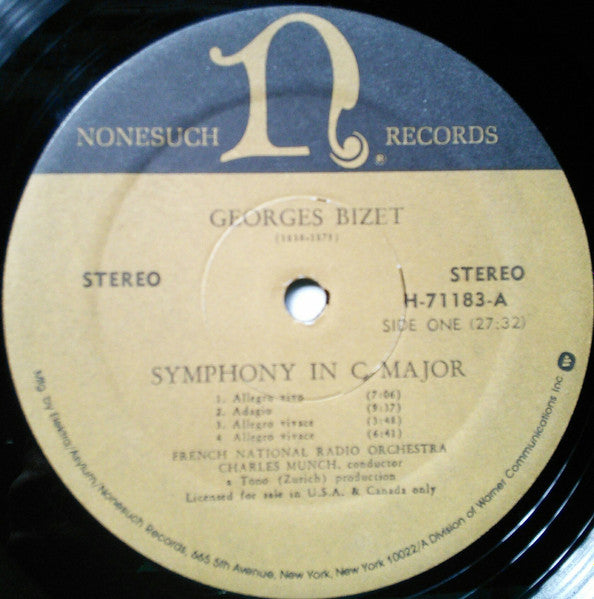 n
NONESUCH RECORDS
®
GEORGES BIZET
(1838-1875)
STEREO
STEREO
H-71183-A
SIDE ONE (27:32)
SYMPHONY IN C MAJOR
1. Allegro vivo (7:06)
2. Adagio (9:37)
3. Allegro vivace (5:48)
4 Allegro vivace (6:41)
FRENCH NATIONAL RADIO ORCHESTRA
CHARLES MUNCH, conductor
a Tono (Zurich) production
Licensed for sale in U.S.A. & Canada only
Mfg by Elektra/Asylum/Nonesuch Records, 665 5th Avenue, New York, New York 10022/A Division of Warner Communications Inc